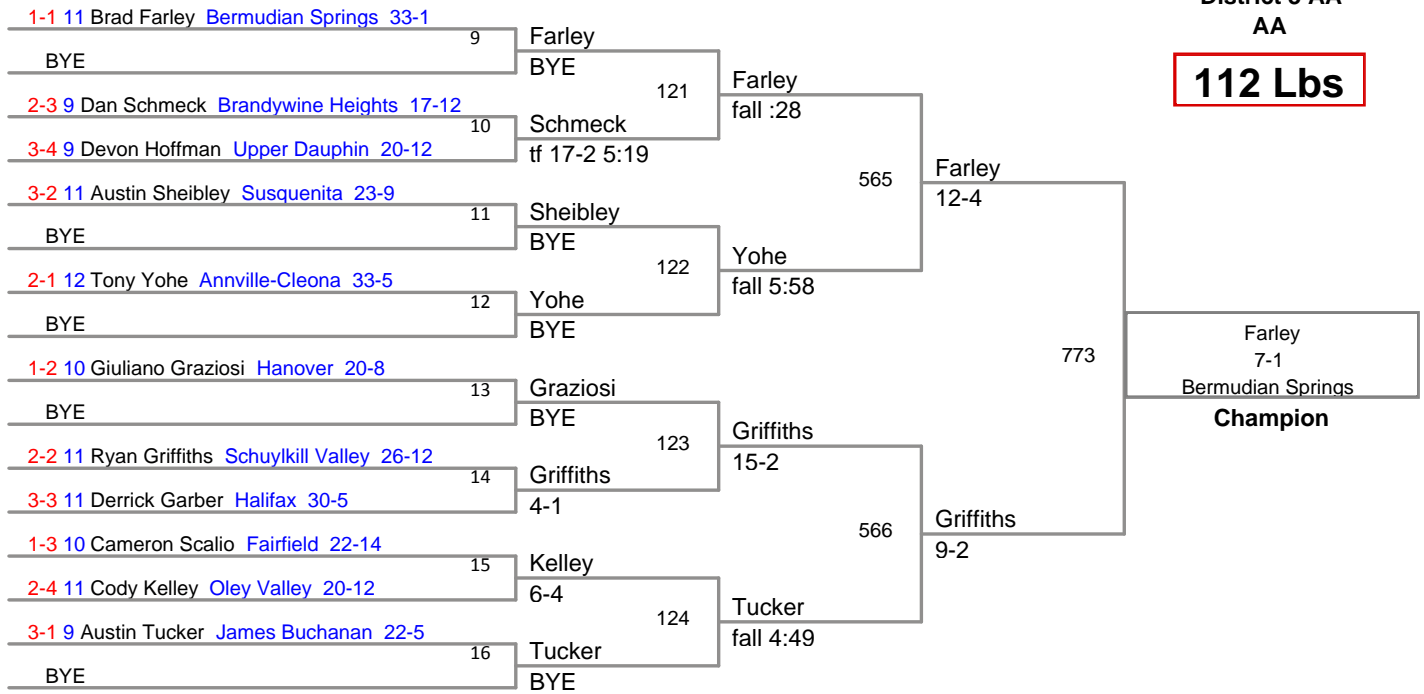 1-1 11 Brad Farley Bermudian Springs 33-1
BYE
2-3 9 Dan Schmeck Brandywine Heights 17-12
3-4 9 Devon Hoffman Upper Dauphin 20-12
3-2 11 Austin Sheibley Susquenita 23-9
BYE
2-1 12 Tony Yohe Annville-Cleona 33-5
BYE
1-2 10 Giuliano Graziosi Hanover 20-8
BYE
2-2 11 Ryan Griffiths Schuylkill Valley 26-12
3-3 11 Derrick Garber Halifax 30-5
1-3 10 Cameron Scalio Fairfield 22-14
2-4 11 Cody Kelley Oley Valley 20-12
3-1 9 Austin Tucker James Buchanan 22-5
BYE
9
Farley
BYE
10
Schmeck
tf 17-2 5:19
11
Sheibley
BYE
12
Yohe
BYE
13
Graziosi
BYE
14
Griffiths
4-1
15
Kelley
6-4
16
Tucker
BYE
121
Farley
fall :28
122
Yohe
fall 5:58
123
Griffiths
15-2
124
Tucker
fall 4:49
565
Farley
12-4
566
Griffiths
9-2
773
Farley
7-1
Bermudian Springs
Champion
AA
112 Lbs